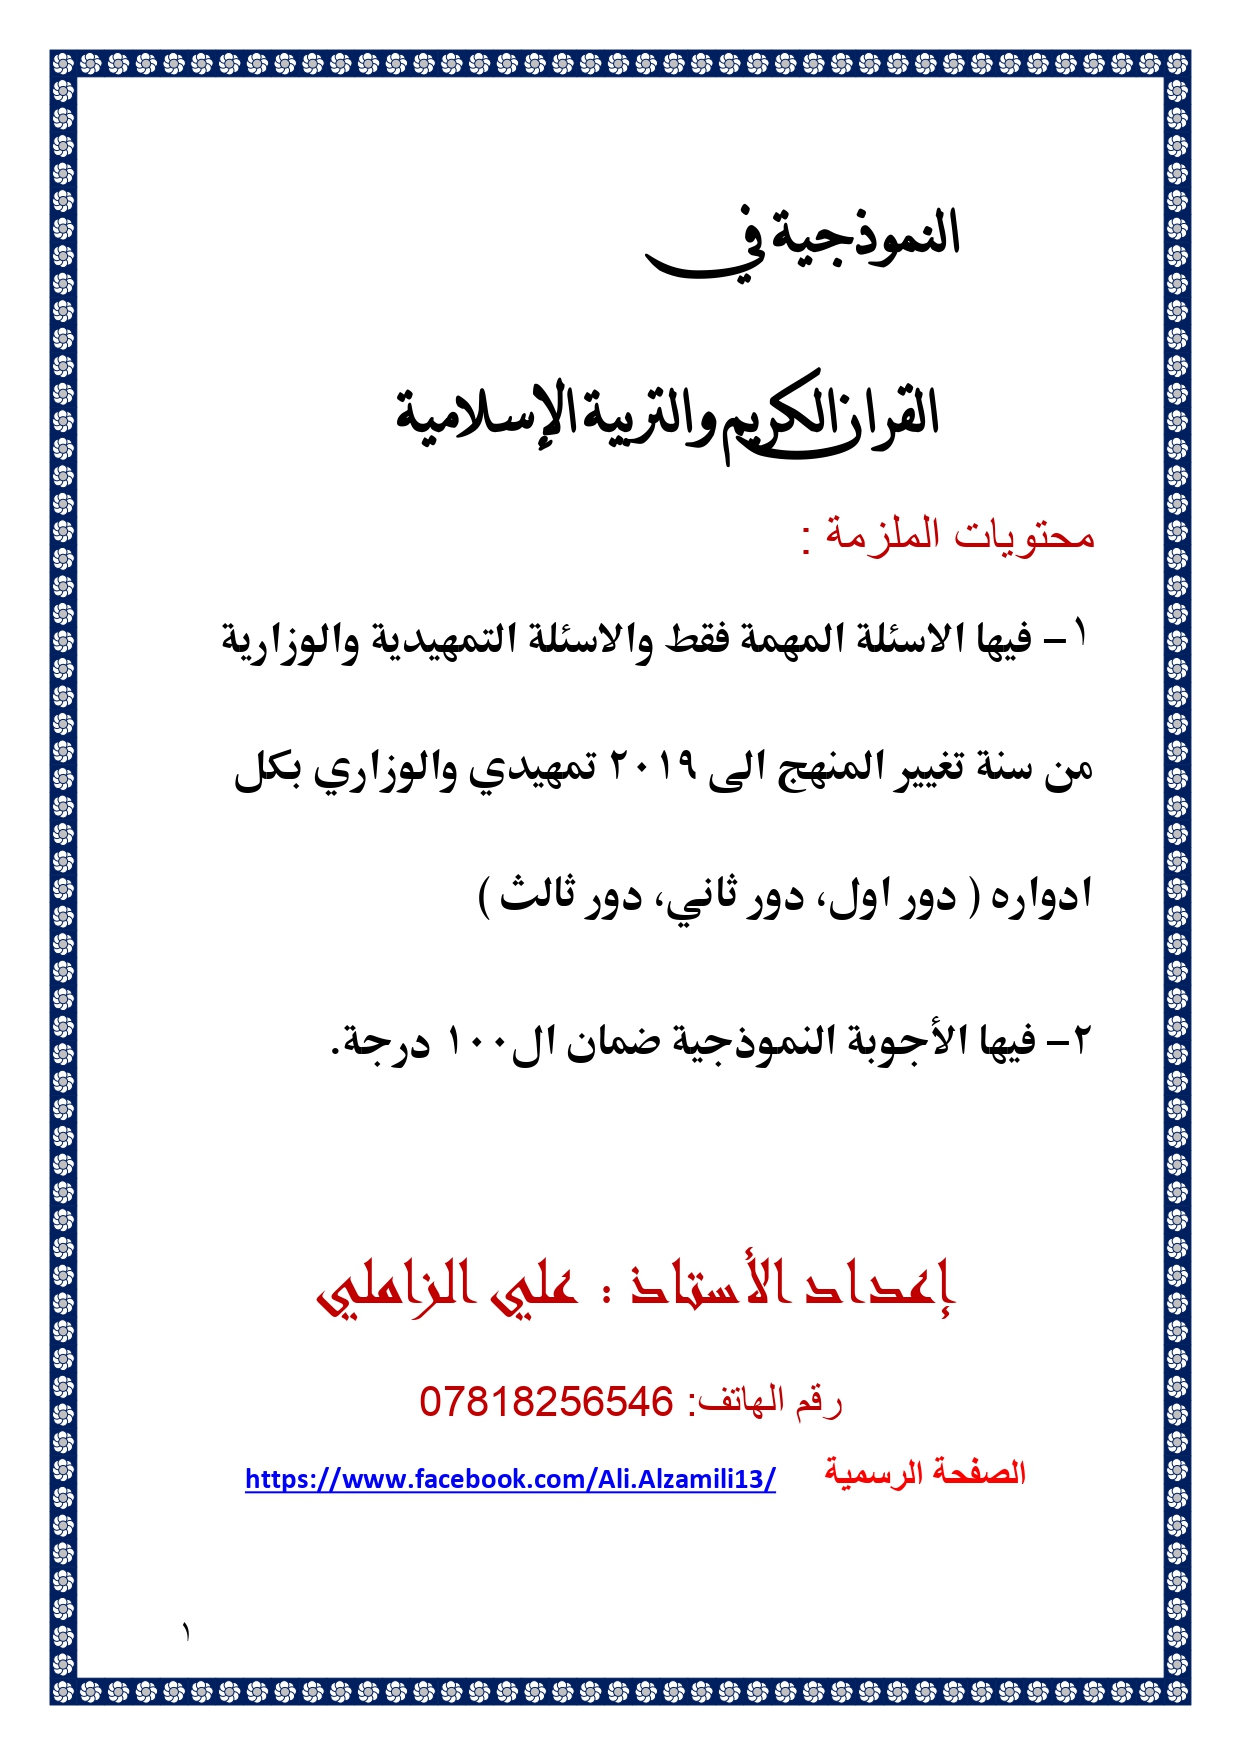 النموذجية في
القران الكريم والتربية الإسلامية
محتويات الملزمة :
١- فيها الاسئلة المهمة فقط والاسئلة التمهيدية والوزارية
من سنة تغيير المنهج الى ٢٠١٩ تمهيدي والوزاري بكل
ادواره ( دور اول، دور ثاني، دور ثالث )
٢- فيها الأجوبة النموذجية ضمان ال١٠٠ درجة.
إعداد الأستاذ : علي الزاملي
رقم الهاتف: 07818256546
الصفحة الرسمية https://www.facebook.com/Ali.Alzamili13/
١